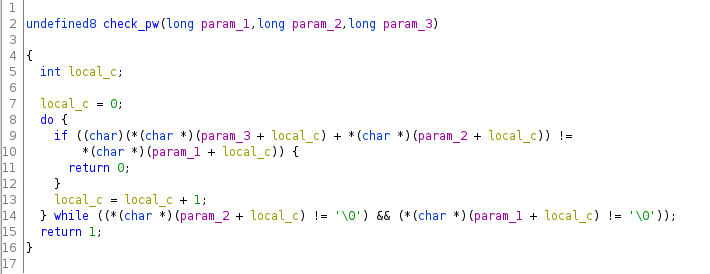 1
2 undefined8 check_pw(long param_1,long param_2,long param_3)
3
4 {
5   int local_c;
6
7   local_c = 0;
8   do {
9     if ((char)(*(char *)(param_3 + local_c) + *(char *)(param_2 + local_c)) !=
10         *(char *)(param_1 + local_c)) {
11       return 0;
12     }
13     local_c = local_c + 1;
14   } while ((*(char *)(param_2 + local_c) != '\0') && (*(char *)(param_1 + local_c) != '\0'));
15   return 1;
16 }
17